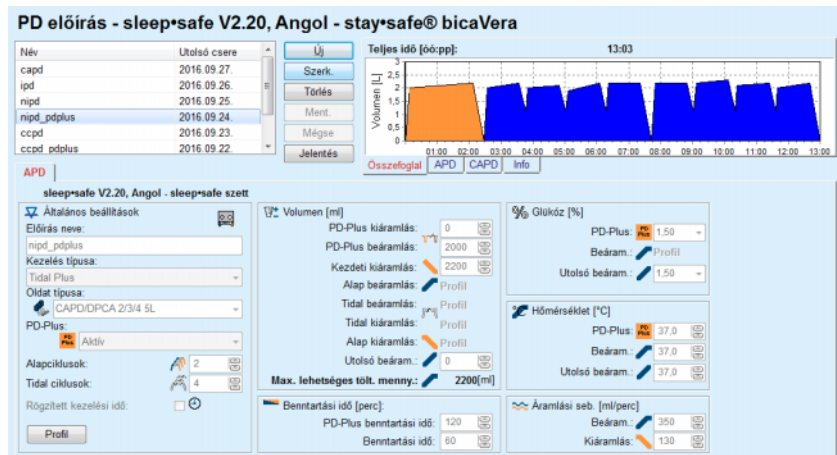 PD előírás - sleep•safe V2.20, Angol - stay•safe® bicaVera
Név Utolsó csere
capd 2016.09.27.
ipd 2016.09.26.
nipd 2016.09.25.
nipd_pdplus 2016.09.24.
ccpd 2016.09.23.
ccpd_pdplus 2016.09.22.
Új
Szerk.
Törlés
Ment.
Mégse
Jelentés
Teljes idő [óó:pp]: 13:03
Volumen [L]
3
2,5
2
1,5
1
0,5
0
01:00 02:00 03:00 04:00 05:00 06:00 07:00 08:00 09:00 10:00 11:00 12:00 13:00
Összefoglal APD CAPD Info
APD
sleep•safe V2.20, Angol - sleep•safe szett
Általános beállítások
Előírás neve:
nipd_pdplus
Kezelés típusa:
Tidal Plus
Oldat típusa:
CAPD/DPCA 2/3/4 5L
PD-Plus:
PD Plus Aktív
Alapciklusok: 2
Tidal ciklusok: 4
Rögzített kezelési idő:
Profil
Volumen [ml]
PD-Plus kiáramlás: 0
PD-Plus beáramlás: 2000
Kezdeti kiáramlás: 2200
Alap beáramlás: Profil
Tidal beáramlás: Profil
Tidal kiáramlás: Profil
Alap kiáramlás: Profil
Utolsó beáram.: 0
Max. lehetséges tölt. menny.: 2200[ml]
Benntartási idő [perc]:
PD-Plus benntartási idő: 120
Benntartási idő: 60
Glükóz [%]
PD-Plus: PD Plus 1,50
Beáram.: Profil
Utolsó beáram.: 1,50
Hőmérséklet [°C]
PD-Plus: PD Plus 37,0
Beáram.: 37,0
Utolsó beáram.: 37,0
Áramlási seb. [ml/perc]
Beáram.: 350
Kiáramlás: 130